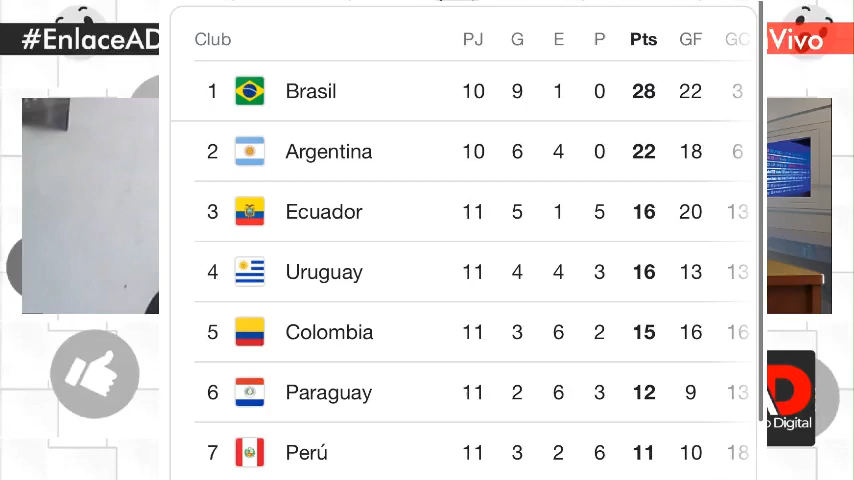 #EnlaceAD
Vivo
Club PJ G E P Pts GF GC
1 Brasil 10 9 1 0 28 22 3
2 Argentina 10 6 4 0 22 18 6
3 Ecuador 11 5 1 5 16 20 13
4 Uruguay 11 4 4 3 16 13 13
5 Colombia 11 3 6 2 15 16 16
6 Paraguay 11 2 6 3 12 9 13
7 Perú 11 3 2 6 11 10 18
AD
o Digital